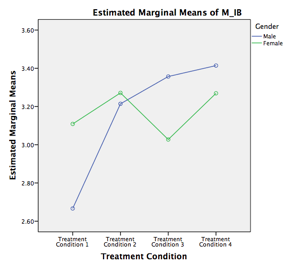 Estimated Marginal Means of M_IB
Gender
Male
Female
Estimated Marginal Means
3.60
3.40
3.20
3.00
2.80
2.60
Treatment Condition 1
Treatment Condition 2
Treatment Condition 3
Treatment Condition 4
Treatment Condition